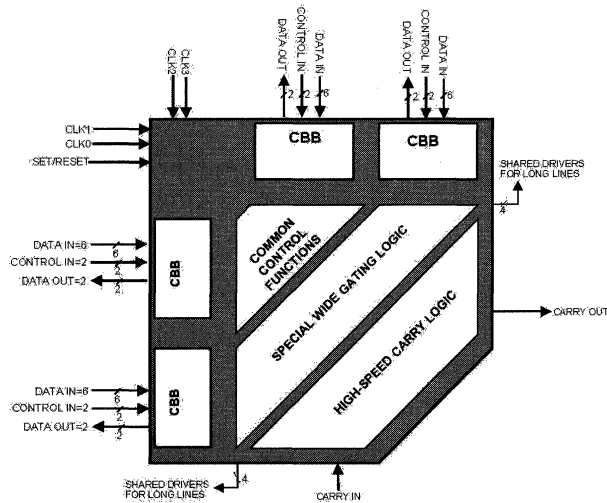 CLK2
CLK3
DATA OUT
CONTROL IN
DATA IN
DATA OUT
CONTROL IN
DATA IN
2
2
6
2
2
6
CLK1
CLK0
SET/RESET
CBB
CBB
SHARED DRIVERS
FOR LONG LINES
4
DATA IN=6
6
CONTROL IN=2
2
DATA OUT=2
2
CBB
COMMON
CONTROL
FUNCTIONS
SPECIAL WIDE GATING LOGIC
HIGH-SPEED CARRY LOGIC
CARRY OUT
DATA IN=6
6
CONTROL IN=2
2
DATA OUT=2
2
CBB
SHARED DRIVERS
FOR LONG LINES
4
CARRY IN